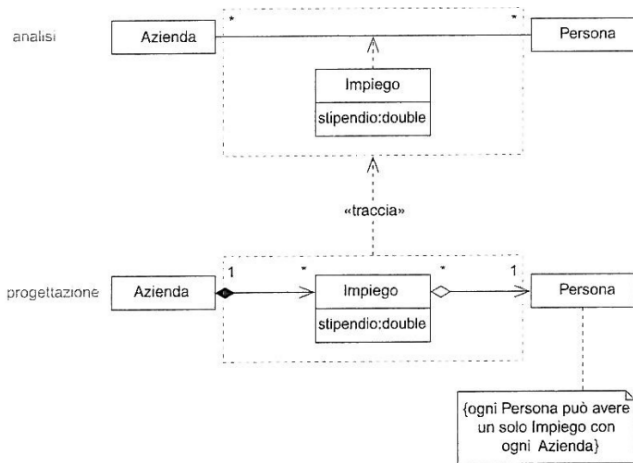 analisi
Azienda
*
*
Persona
Impiego
stipendio:double
«traccia»
progettazione
Azienda
1
*
Impiego
stipendio:double
*
1
Persona
{ogni Persona può avere
un solo Impiego con
ogni Azienda}